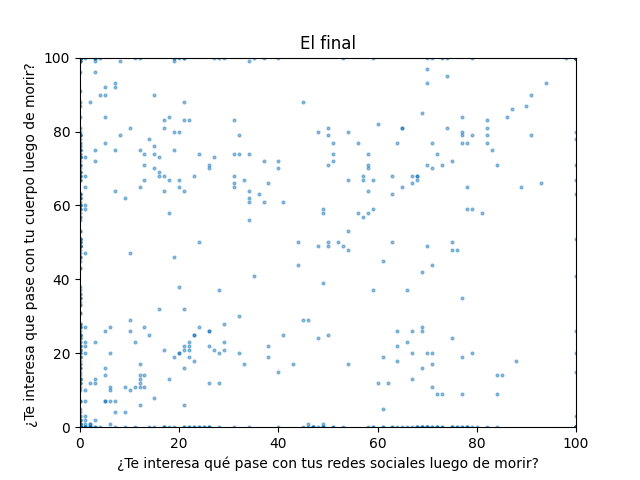 El final
¿Te interesa que pase con tu cuerpo luego de morir?
100
80
60
40
20
0
0 20 40 60 80 100
¿Te interesa qué pase con tus redes sociales luego de morir?